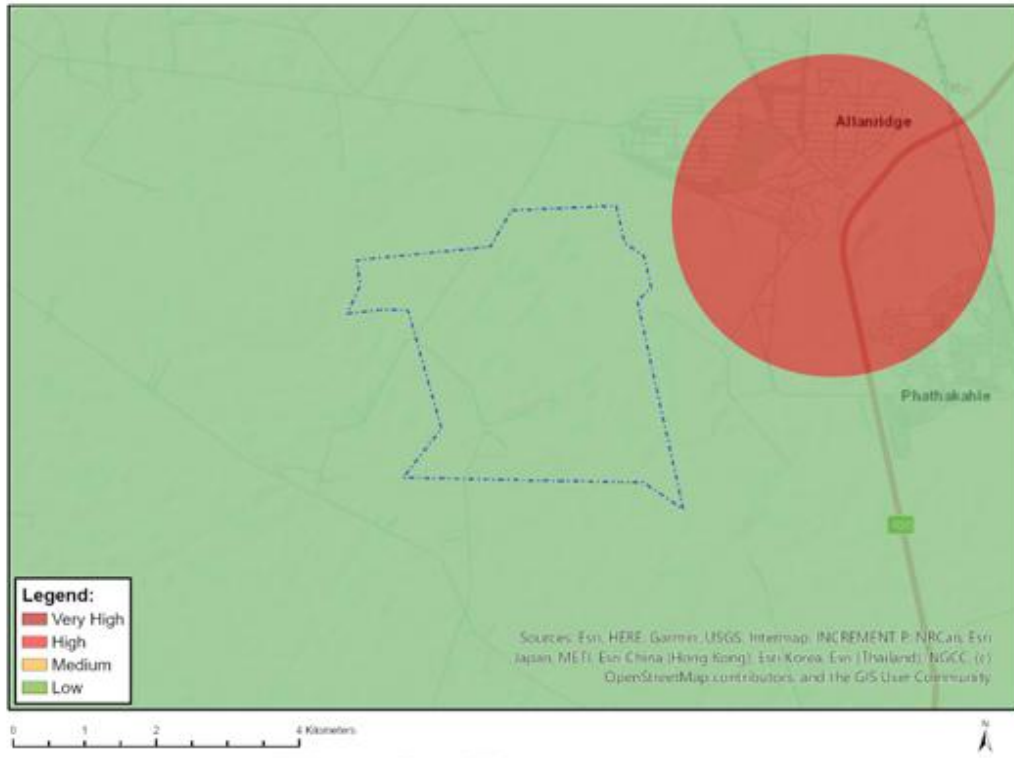 Allanridge
Phathakahle
Legend:
Very High
High
Medium
Low
Sources: Esri, HERE, Garmin, USGS, Intermap, INCREMENT P, NRCan, Esri
Japan, METI, Esri China (Hong Kong), Esri Korea, Esri (Thailand), NGCC, (c)
OpenStreetMap contributors, and the GIS User Community
0 1 2 4 Kilometers
N